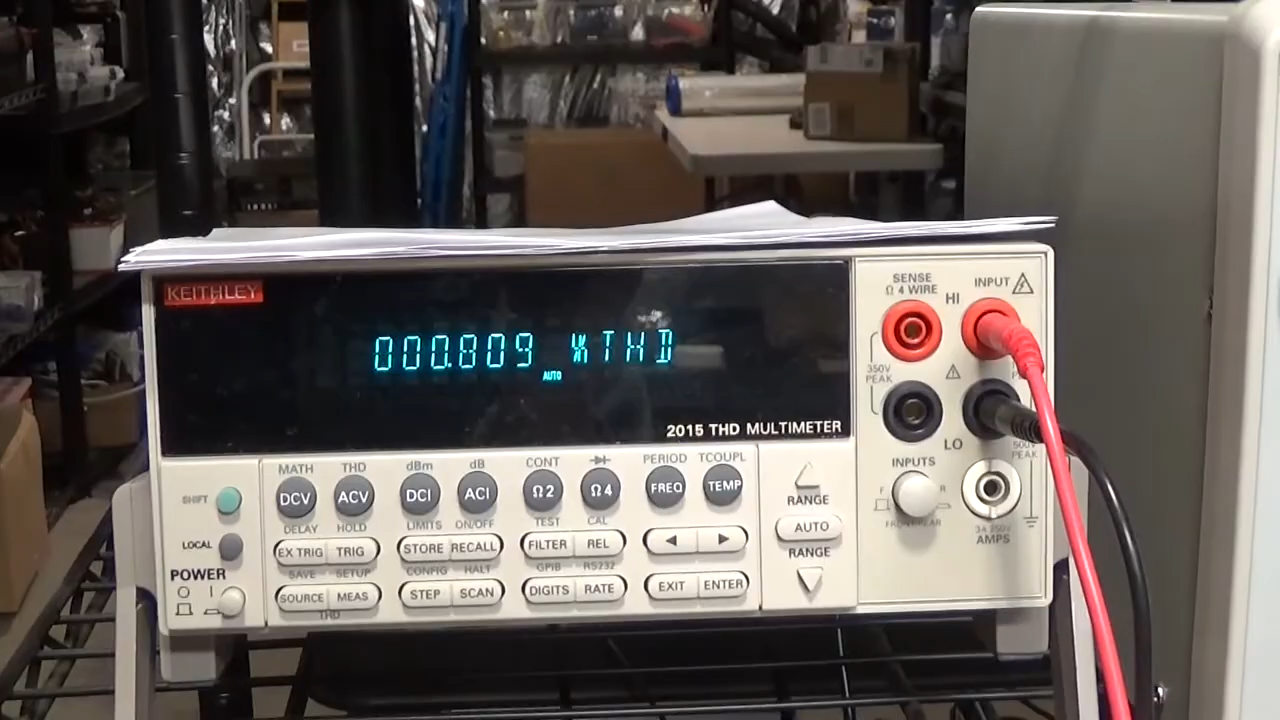 KEITHLEY
000.809 %THD
AUTO
2015 THD MULTIMETER
SENSE
Ω 4 WIRE
INPUT
HI
350V
PEAK
LO
500V
PEAK
INPUTS
F R
FRONT/REAR
3A 250V
AMPS
MATH THD dBm dB CONT PERIOD TCOUPL
SHIFT DCV ACV DCI ACI Ω2 Ω4 FREQ TEMP
DELAY HOLD LIMITS ON/OFF TEST CAL
LOCAL EX TRIG TRIG STORE RECALL FILTER REL
SAVE SETUP CONFIG HALT GPIB RS232
POWER
SOURCE MEAS STEP SCAN DIGITS RATE EXIT ENTER
THD
RANGE
AUTO
RANGE